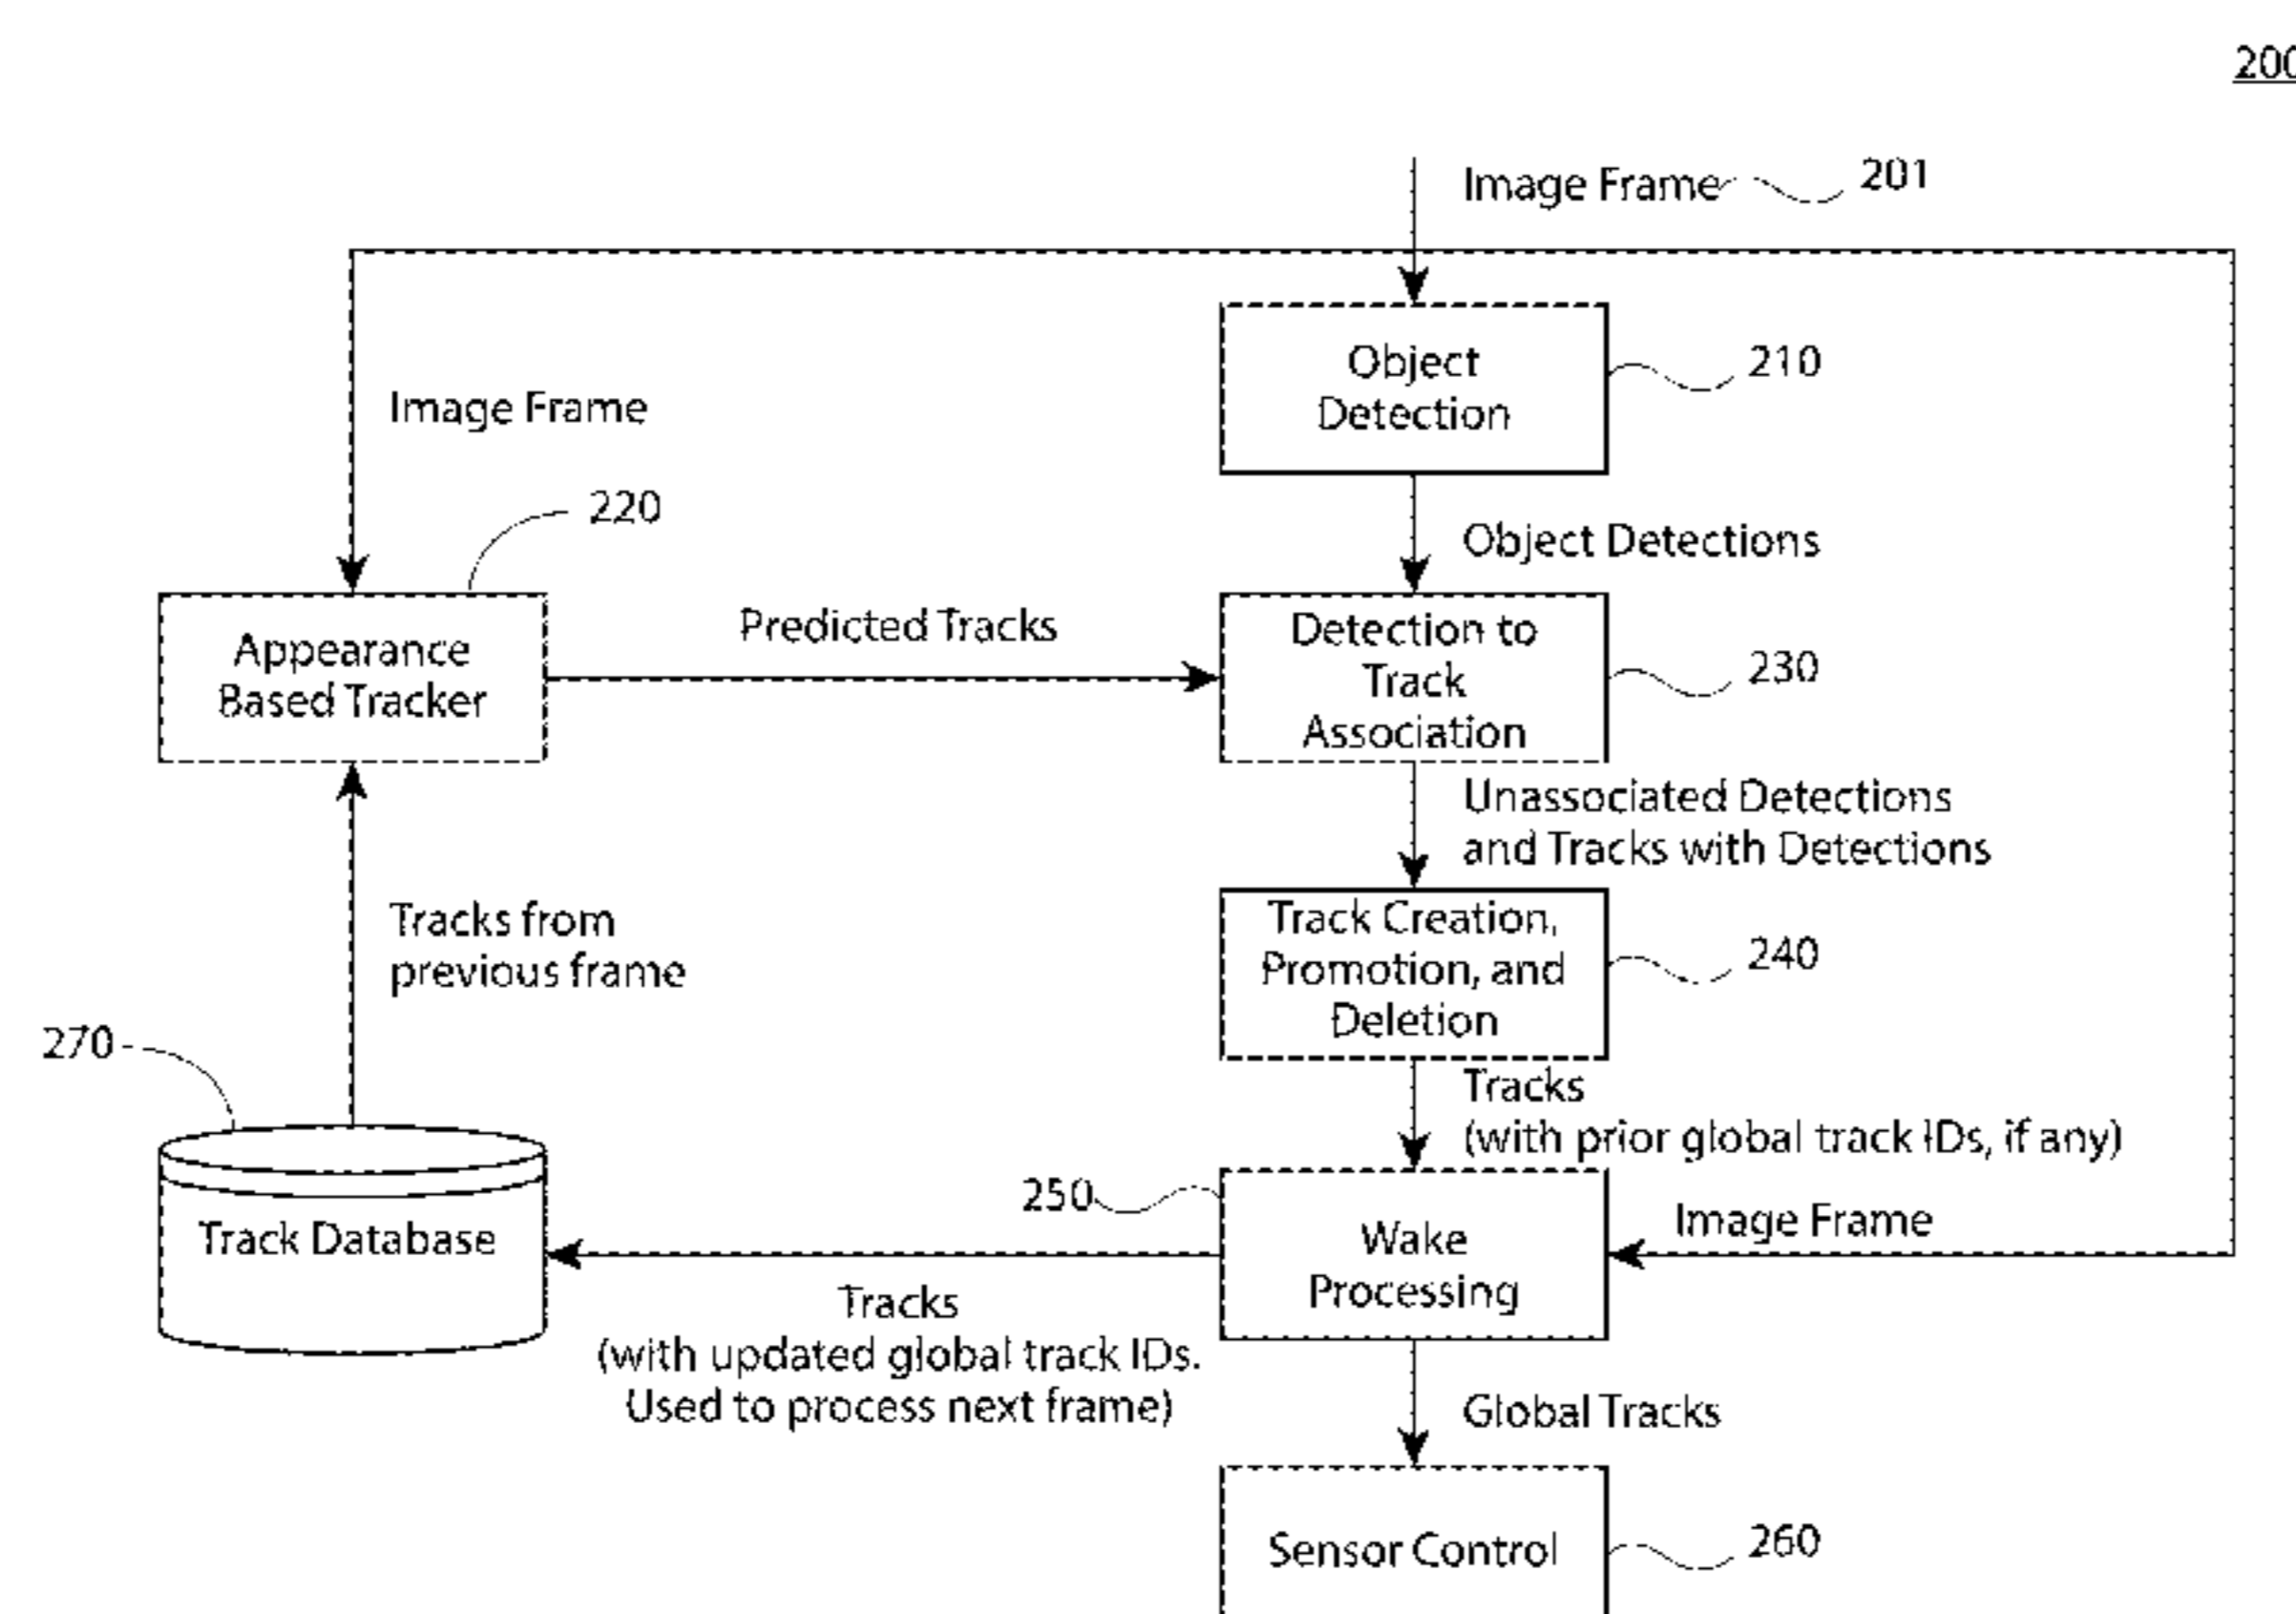 200
Image Frame 201
Object
Detection
210
Image Frame
220
Object Detections
Appearance
Based Tracker
Predicted Tracks
Detection to
Track
Association
230
Unassociated Detections
and Tracks with Detections
Tracks from
previous frame
Track Creation,
Promotion, and
Deletion
240
270
Tracks
(with prior global track IDs, if any)
250
Image Frame
Track Database
Wake
Processing
Tracks
(with updated global track IDs.
Used to process next frame)
Global Tracks
Sensor Control
260